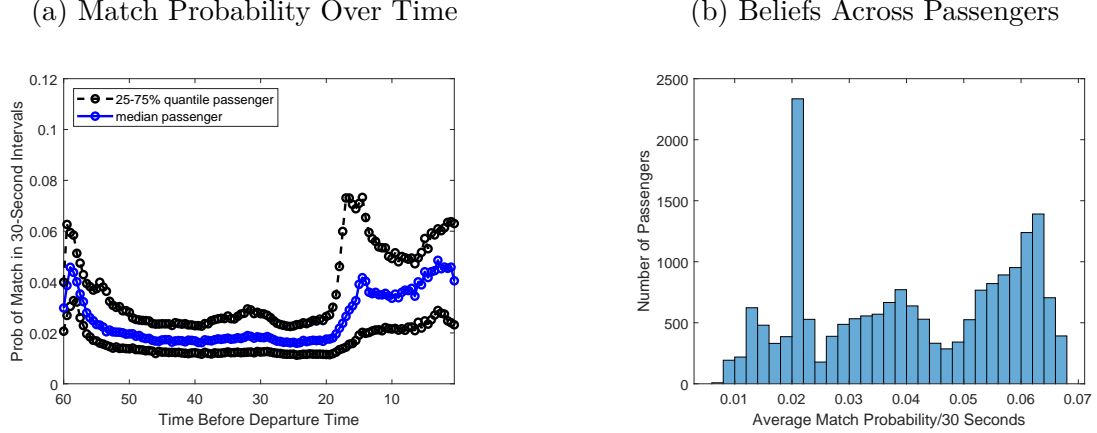 (a) Match Probability Over Time
(b) Beliefs Across Passengers
0.12
0.1
0.08
0.06
0.04
0.02
0
Prob of Match in 30-Second Intervals
25-75% quantile passenger
median passenger
60 50 40 30 20 10
Time Before Departure Time
2500
2000
1500
1000
500
0
Number of Passengers
0.01 0.02 0.03 0.04 0.05 0.06 0.07
Average Match Probability/30 Seconds